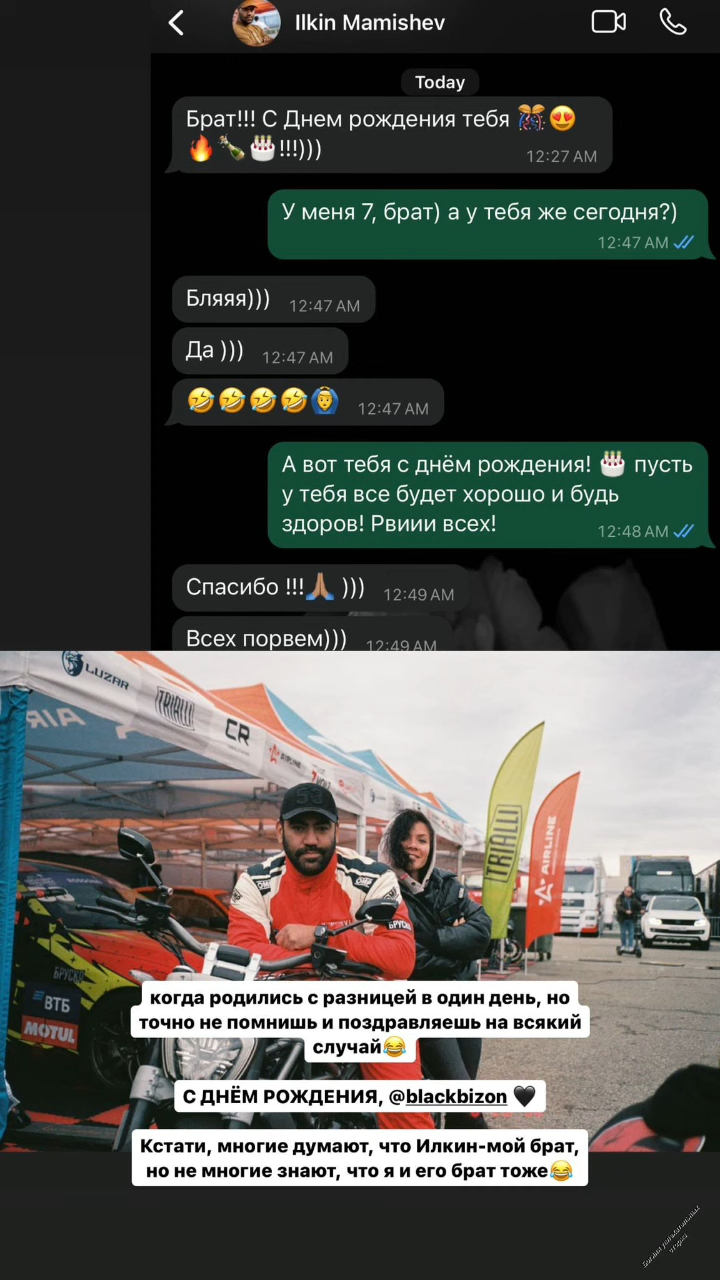 Ilkin Mamishev
Today
Брат!!! С Днем рождения тебя 🎊😍
🔥🍾🎂!!!)))
12:27 AM
У меня 7, брат) а у тебя же сегодня?)
12:47 AM
Бляяя)))
12:47 AM
Да )))
12:47 AM
🤣🤣🤣🤣🙆‍♂️
12:47 AM
А вот тебя с днём рождения! 🎂 пусть
у тебя все будет хорошо и будь
здоров! Рвиии всех!
12:48 AM
Спасибо !!!🙏🏽 )))
12:49 AM
Всех порвем)))
12:49 AM
LUZAR
TRIALLI
CR
AIRLINE
53
TRIALLI
AIRLINE
БРУСКО
БРУСКО
ВТБ
MOTUL
когда родились с разницей в один день, но
точно не помнишь и поздравляешь на всякий
случай😂
С ДНЁМ РОЖДЕНИЯ, @blackbizon 🖤
Кстати, многие думают, что Илкин-мой брат,
но не многие знают, что я и его брат тоже😂